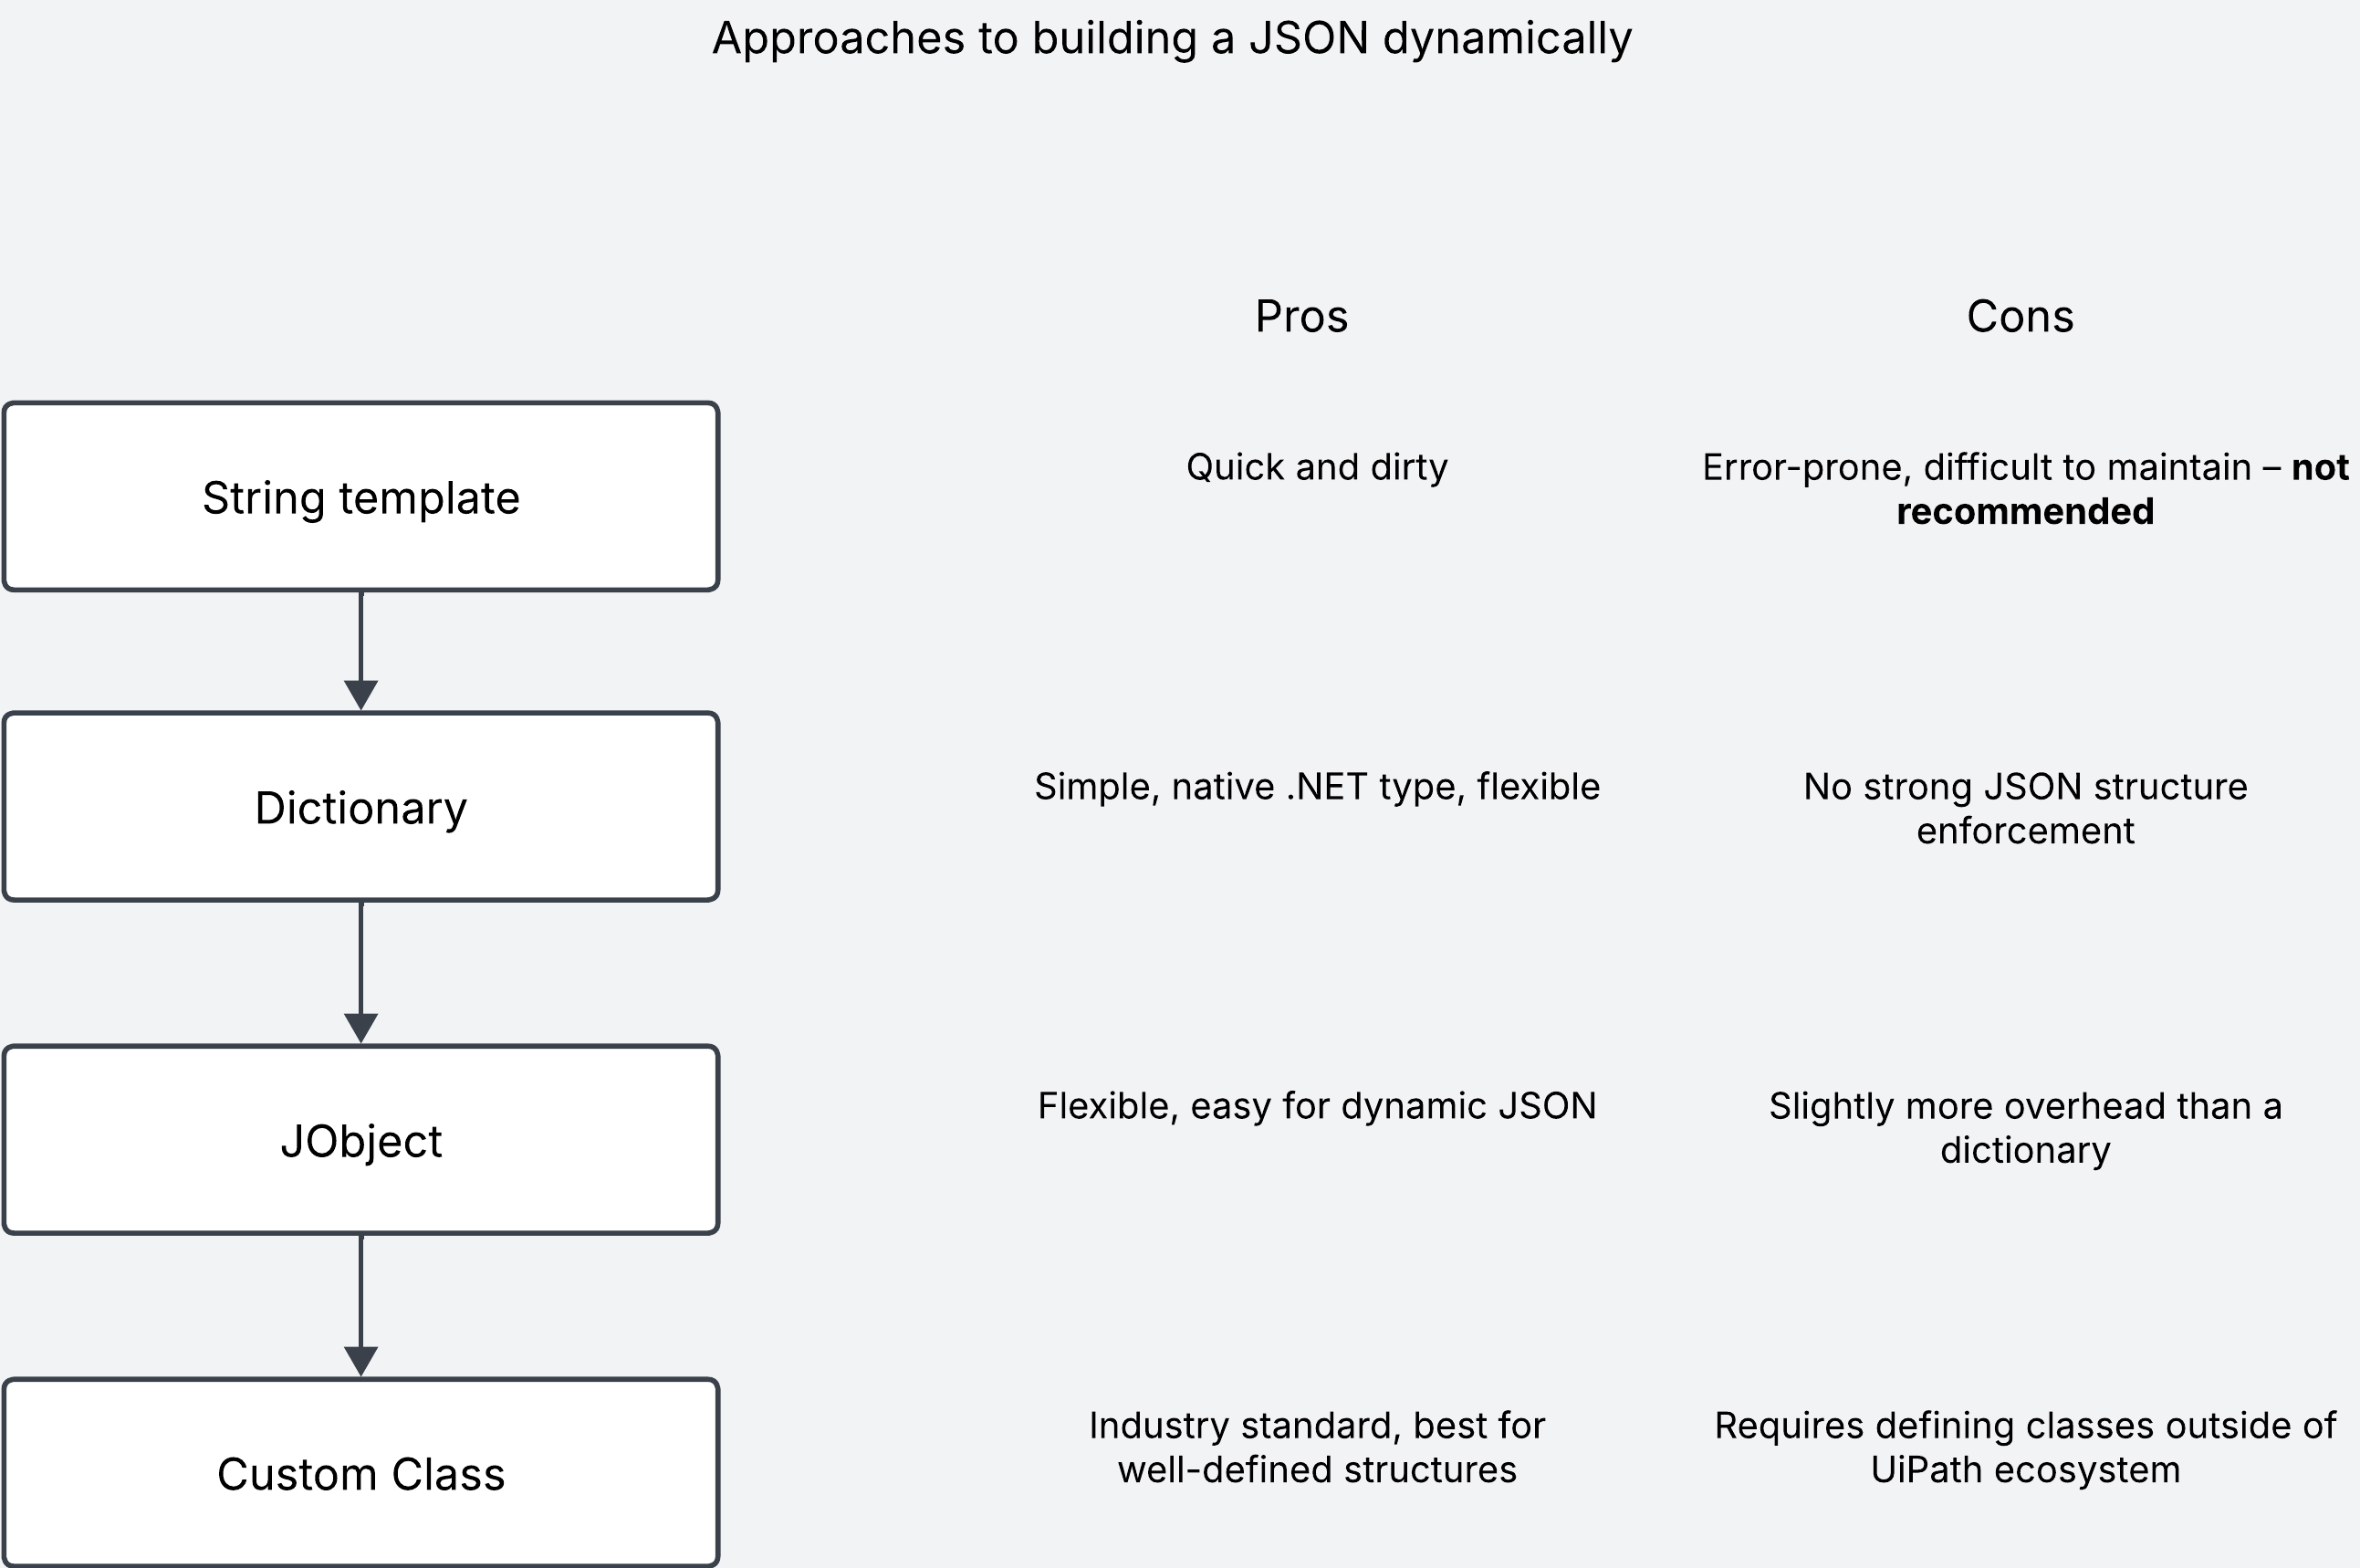 Approaches to building a JSON dynamically
Pros
Cons
String template
Quick and dirty
Error-prone, difficult to maintain – not
recommended
Dictionary
Simple, native .NET type, flexible
No strong JSON structure
enforcement
JObject
Flexible, easy for dynamic JSON
Slightly more overhead than a
dictionary
Custom Class
Industry standard, best for
well-defined structures
Requires defining classes outside of
UiPath ecosystem